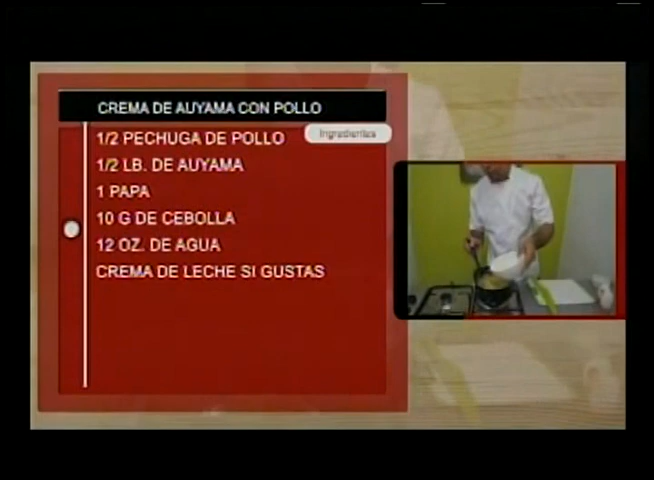 CREMA DE AUYAMA CON POLLO
Ingredientes
1/2 PECHUGA DE POLLO
1/2 LB. DE AUYAMA
1 PAPA
10 G DE CEBOLLA
12 OZ. DE AGUA
CREMA DE LECHE SI GUSTAS